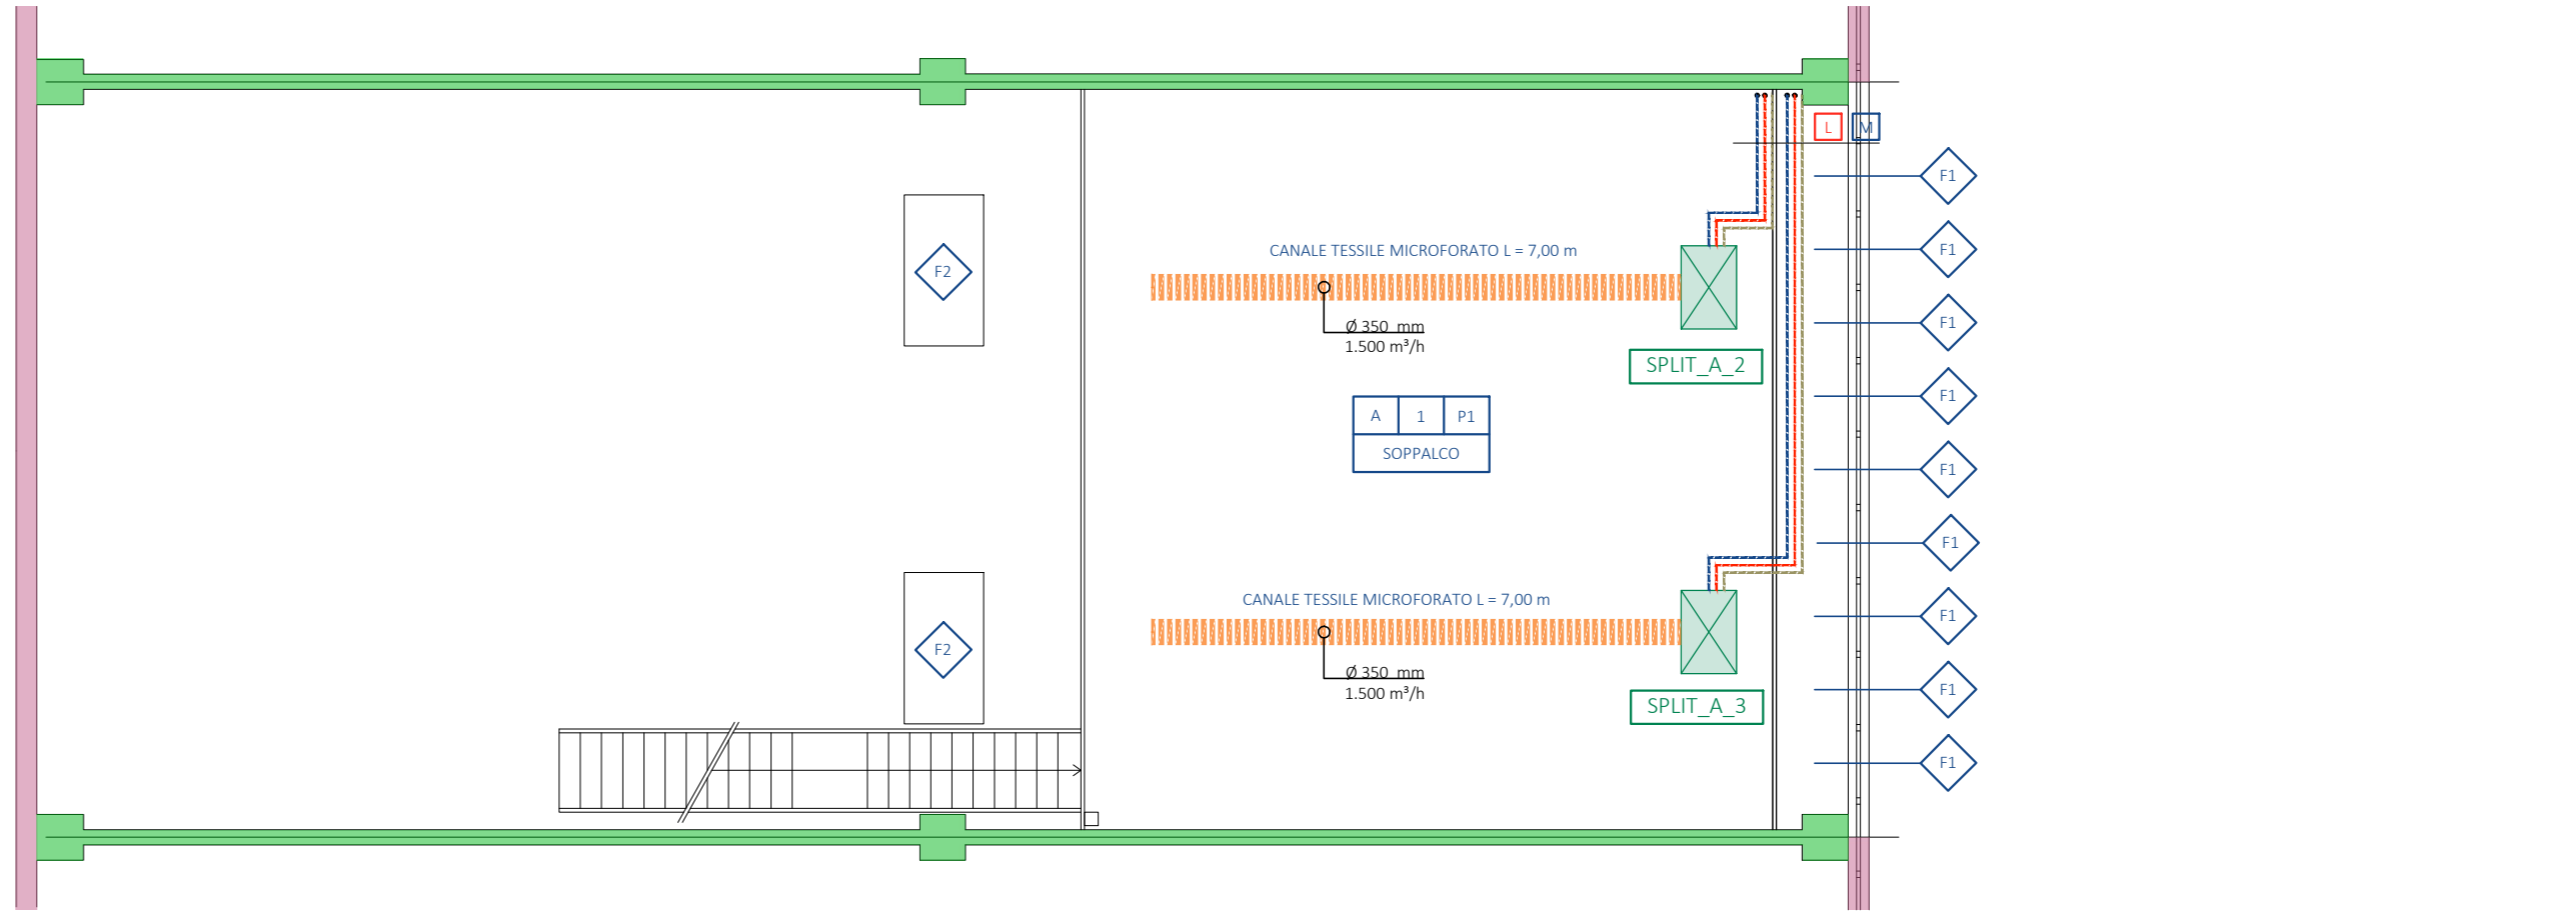 L
M
F1
F1
CANALE TESSILE MICROFORATO L = 7,00 m
F2
F1
Ø 350 mm
1.500 m³/h
SPLIT_A_2
F1
A 1 P1
SOPPALCO
F1
F1
CANALE TESSILE MICROFORATO L = 7,00 m
F1
F2
Ø 350 mm
1.500 m³/h
F1
SPLIT_A_3
F1